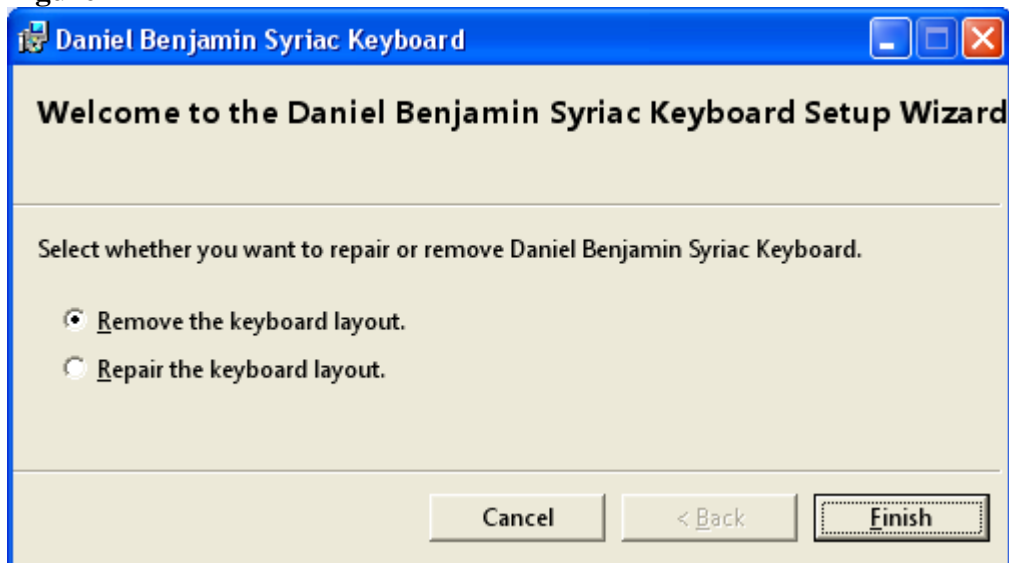 Daniel Benjamin Syriac Keyboard
Welcome to the Daniel Benjamin Syriac Keyboard Setup Wizard
Select whether you want to repair or remove Daniel Benjamin Syriac Keyboard.
Remove the keyboard layout.
Repair the keyboard layout.
Cancel < Back Finish